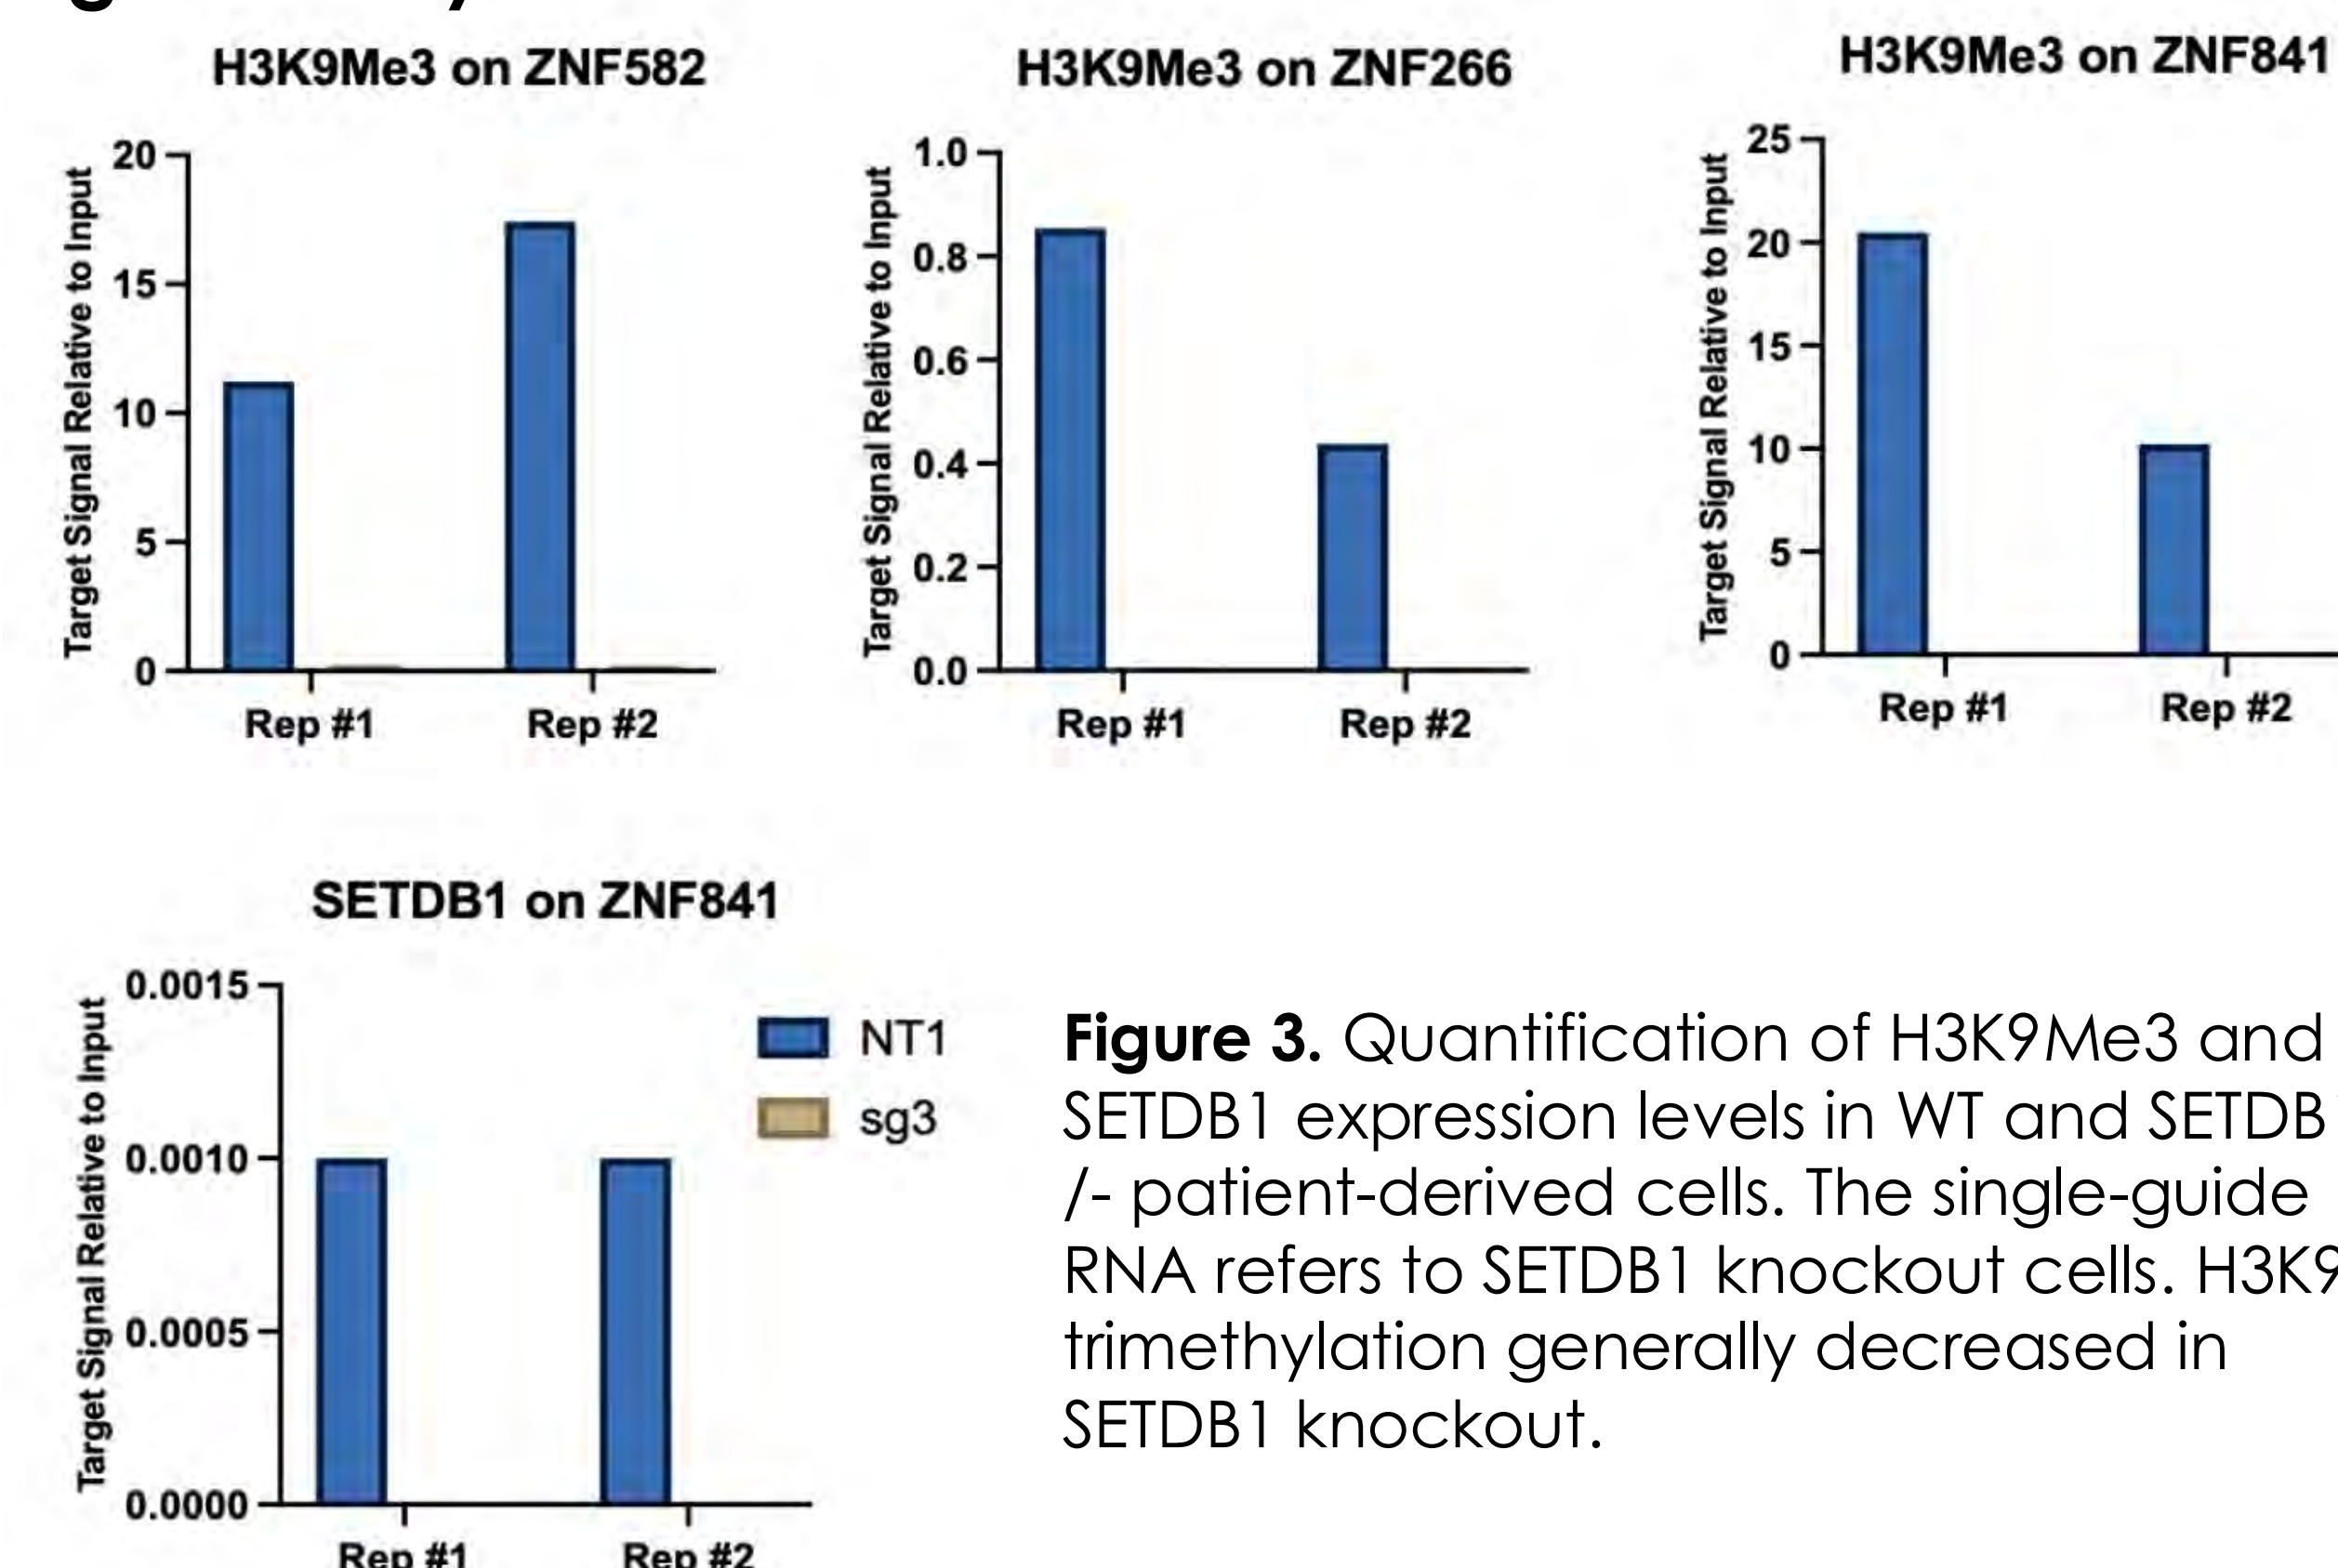 H3K9Me3 on ZNF582
Target Signal Relative to Input
20
15
10
5
0
Rep #1 Rep #2
H3K9Me3 on ZNF266
Target Signal Relative to Input
1.0
0.8
0.6
0.4
0.2
0.0
Rep #1 Rep #2
H3K9Me3 on ZNF841
Target Signal Relative to Input
25
20
15
10
5
0
Rep #1 Rep #2
SETDB1 on ZNF841
Target Signal Relative to Input
0.0015
0.0010
0.0005
0.0000
Rep #1 Rep #2
NT1
sg3
Figure 3. Quantification of H3K9Me3 and
SETDB1 expression levels in WT and SETDB
/- patient-derived cells. The single-guide
RNA refers to SETDB1 knockout cells. H3K9
trimethylation generally decreased in
SETDB1 knockout.